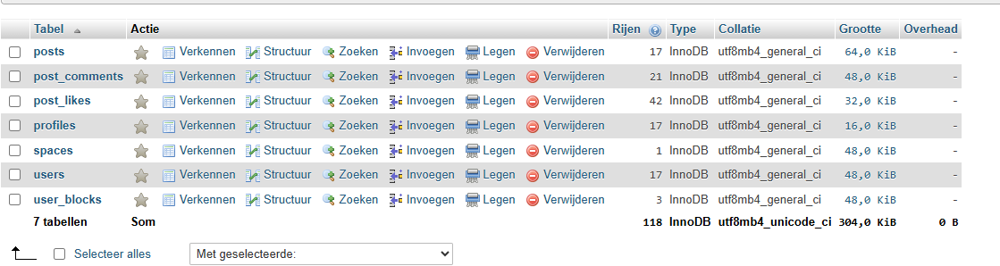 Tabel Actie Rijen Type Collatie Grootte Overhead
posts Verkennen Structuur Zoeken Invoegen Legen Verwijderen 17 InnoDB utf8mb4_general_ci 64,0 KiB -
post_comments Verkennen Structuur Zoeken Invoegen Legen Verwijderen 21 InnoDB utf8mb4_general_ci 48,0 KiB -
post_likes Verkennen Structuur Zoeken Invoegen Legen Verwijderen 42 InnoDB utf8mb4_general_ci 32,0 KiB -
profiles Verkennen Structuur Zoeken Invoegen Legen Verwijderen 17 InnoDB utf8mb4_general_ci 16,0 KiB -
spaces Verkennen Structuur Zoeken Invoegen Legen Verwijderen 1 InnoDB utf8mb4_general_ci 48,0 KiB -
users Verkennen Structuur Zoeken Invoegen Legen Verwijderen 17 InnoDB utf8mb4_general_ci 48,0 KiB -
user_blocks Verkennen Structuur Zoeken Invoegen Legen Verwijderen 3 InnoDB utf8mb4_general_ci 48,0 KiB -
7 tabellen Som 118 InnoDB utf8mb4_unicode_ci 304,0 KiB 0 B
Selecteer alles Met geselecteerde: